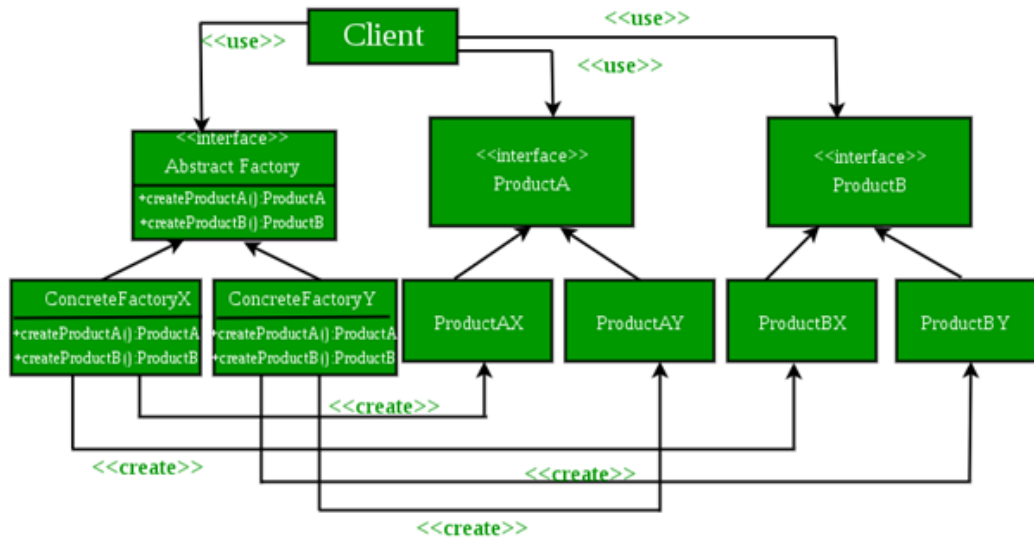 <<use>>
Client
<<use>>
<<use>>
<<interface>>
Abstract Factory
+createProductA():ProductA
+createProductB():ProductB
<<interface>>
ProductA
<<interface>>
ProductB
ConcreteFactoryX
+createProductA():ProductA
+createProductB():ProductB
ConcreteFactoryY
+createProductA():ProductA
+createProductB():ProductB
ProductAX
ProductAY
ProductBX
ProductBY
<<create>>
<<create>>
<<create>>
<<create>>